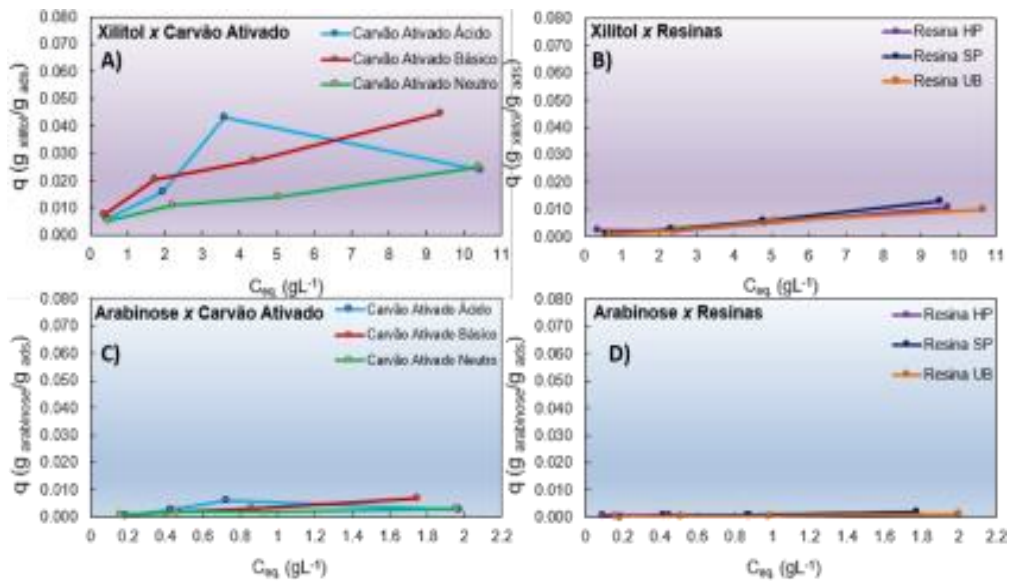 Xilitol x Carvão Ativado
A)
Carvão Ativado Ácido
Carvão Ativado Básico
Carvão Ativado Neutro
q (g xilitol/g ads)
0.080
0.070
0.060
0.050
0.040
0.030
0.020
0.010
0.000
0 1 2 3 4 5 6 7 8 9 10 11
Ceq. (gL-1)
Xilitol x Resinas
B)
Resina HP
Resina SP
Resina UB
q (g xilitol/g ads)
0.080
0.070
0.060
0.050
0.040
0.030
0.020
0.010
0.000
0 1 2 3 4 5 6 7 8 9 10 11
Ceq. (gL-1)
Arabinose x Carvão Ativado
C)
Carvão Ativado Ácido
Carvão Ativado Básico
Carvão Ativado Neutro
q (g arabinose/g ads)
0.080
0.070
0.060
0.050
0.040
0.030
0.020
0.010
0.000
0 0.2 0.4 0.6 0.8 1 1.2 1.4 1.6 1.8 2 2.2
Ceq. (gL-1)
Arabinose x Resinas
D)
Resina HP
Resina SP
Resina UB
q (g arabinose/g ads)
0.080
0.070
0.060
0.050
0.040
0.030
0.020
0.010
0.000
0 0.2 0.4 0.6 0.8 1 1.2 1.4 1.6 1.8 2 2.2
Ceq. (gL-1)